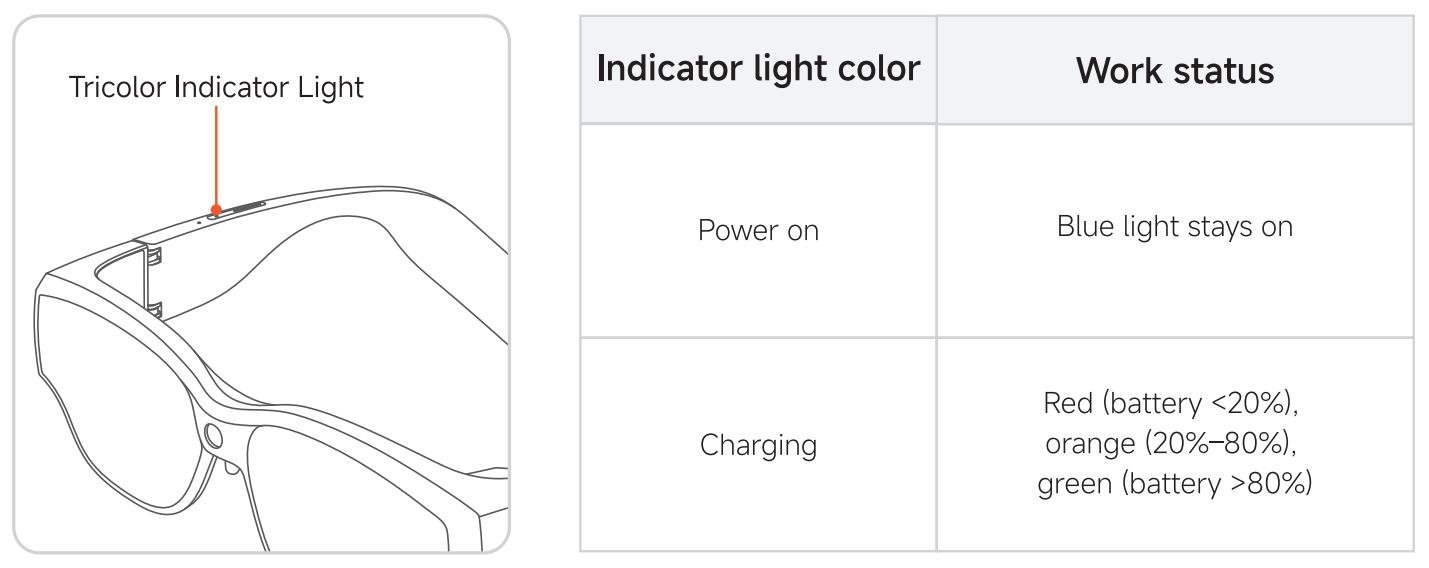 Tricolor Indicator Light
Indicator light color
Work status
Power on
Blue light stays on
Charging
Red (battery <20%),
orange (20%–80%),
green (battery >80%)